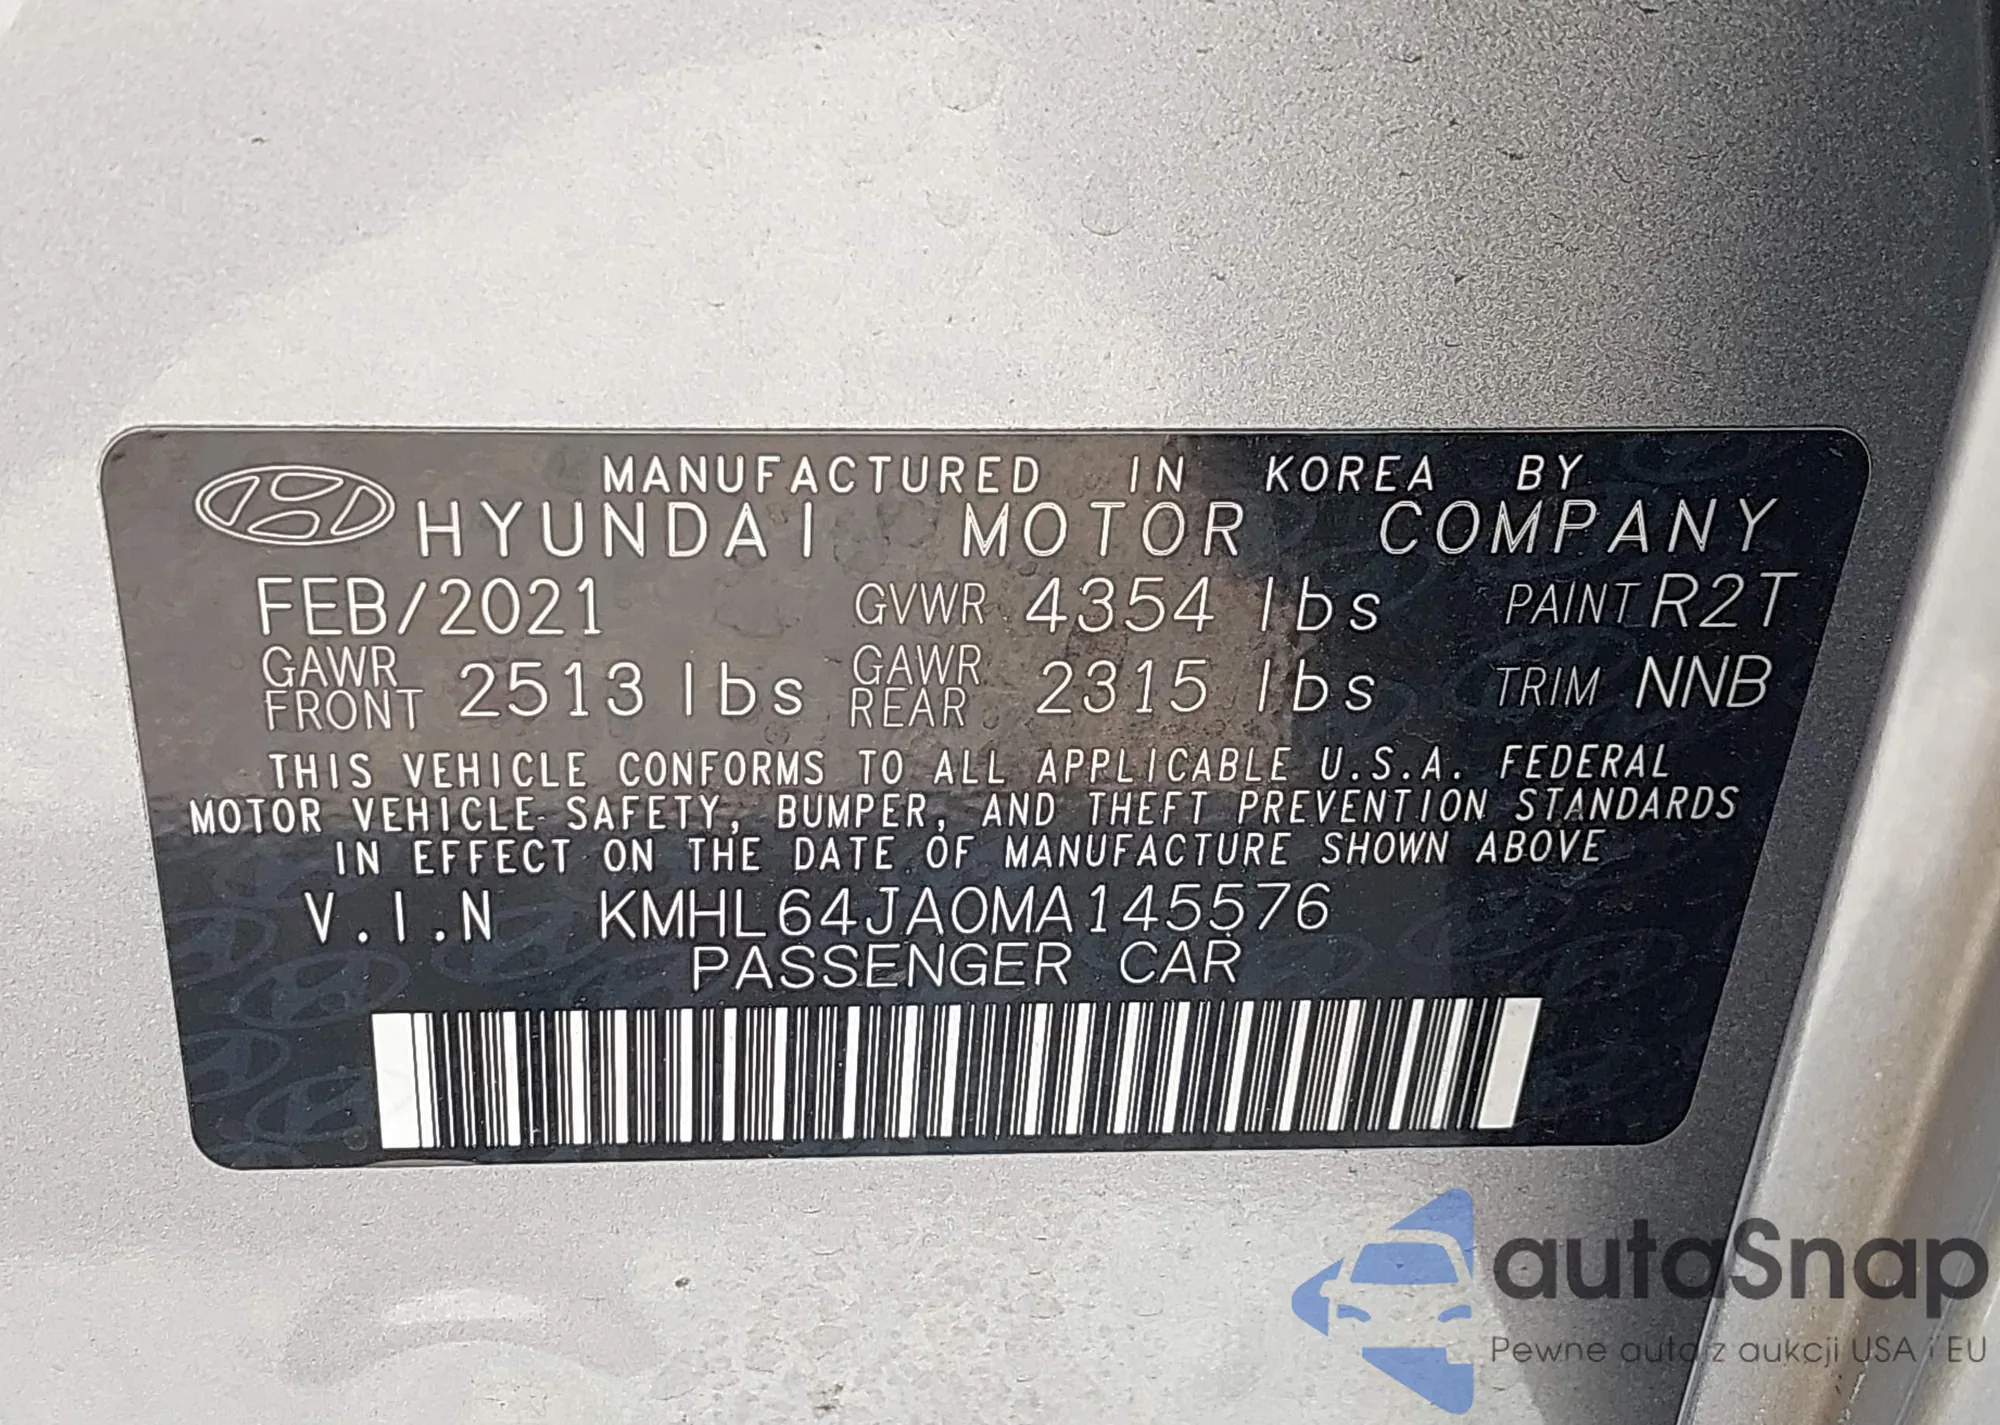 MANUFACTURED IN KOREA BY
HYUNDAI MOTOR COMPANY
FEB/2021 GVWR 4354 lbs PAINT R2T
GAWR FRONT 2513 lbs GAWR REAR 2315 lbs TRIM NNB
THIS VEHICLE CONFORMS TO ALL APPLICABLE U.S.A. FEDERAL
MOTOR VEHICLE SAFETY, BUMPER, AND THEFT PREVENTION STANDARDS
IN EFFECT ON THE DATE OF MANUFACTURE SHOWN ABOVE
V.I.N KMHL64JA0MA145576
PASSENGER CAR
autoSnap
Pewne auto z aukcji USA i EU